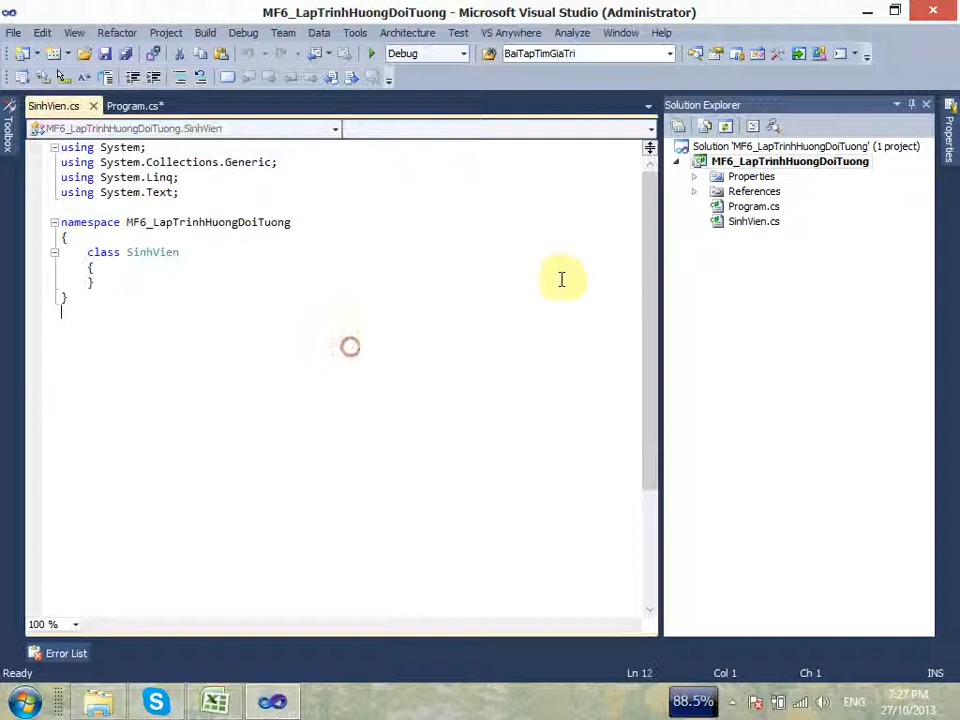 MF6_LapTrinhHuongDoiTuong - Microsoft Visual Studio (Administrator)
File Edit View Refactor Project Build Debug Team Data Tools Architecture Test VS Anywhere Analyze Window Help
Debug BaiTapTimGiaTri
SinhVien.cs Program.cs*
MF6_LapTrinhHuongDoiTuong.SinhVien
using System;
using System.Collections.Generic;
using System.Linq;
using System.Text;
namespace MF6_LapTrinhHuongDoiTuong
{
class SinhVien
{
}
}
100 %
Toolbox
Solution Explorer
Solution 'MF6_LapTrinhHuongDoiTuong' (1 project)
MF6_LapTrinhHuongDoiTuong
Properties
References
Program.cs
SinhVien.cs
Properties
Error List
Ready Ln 12 Col 1 Ch 1 INS
88.5% ENG 7:27 PM
27/10/2013